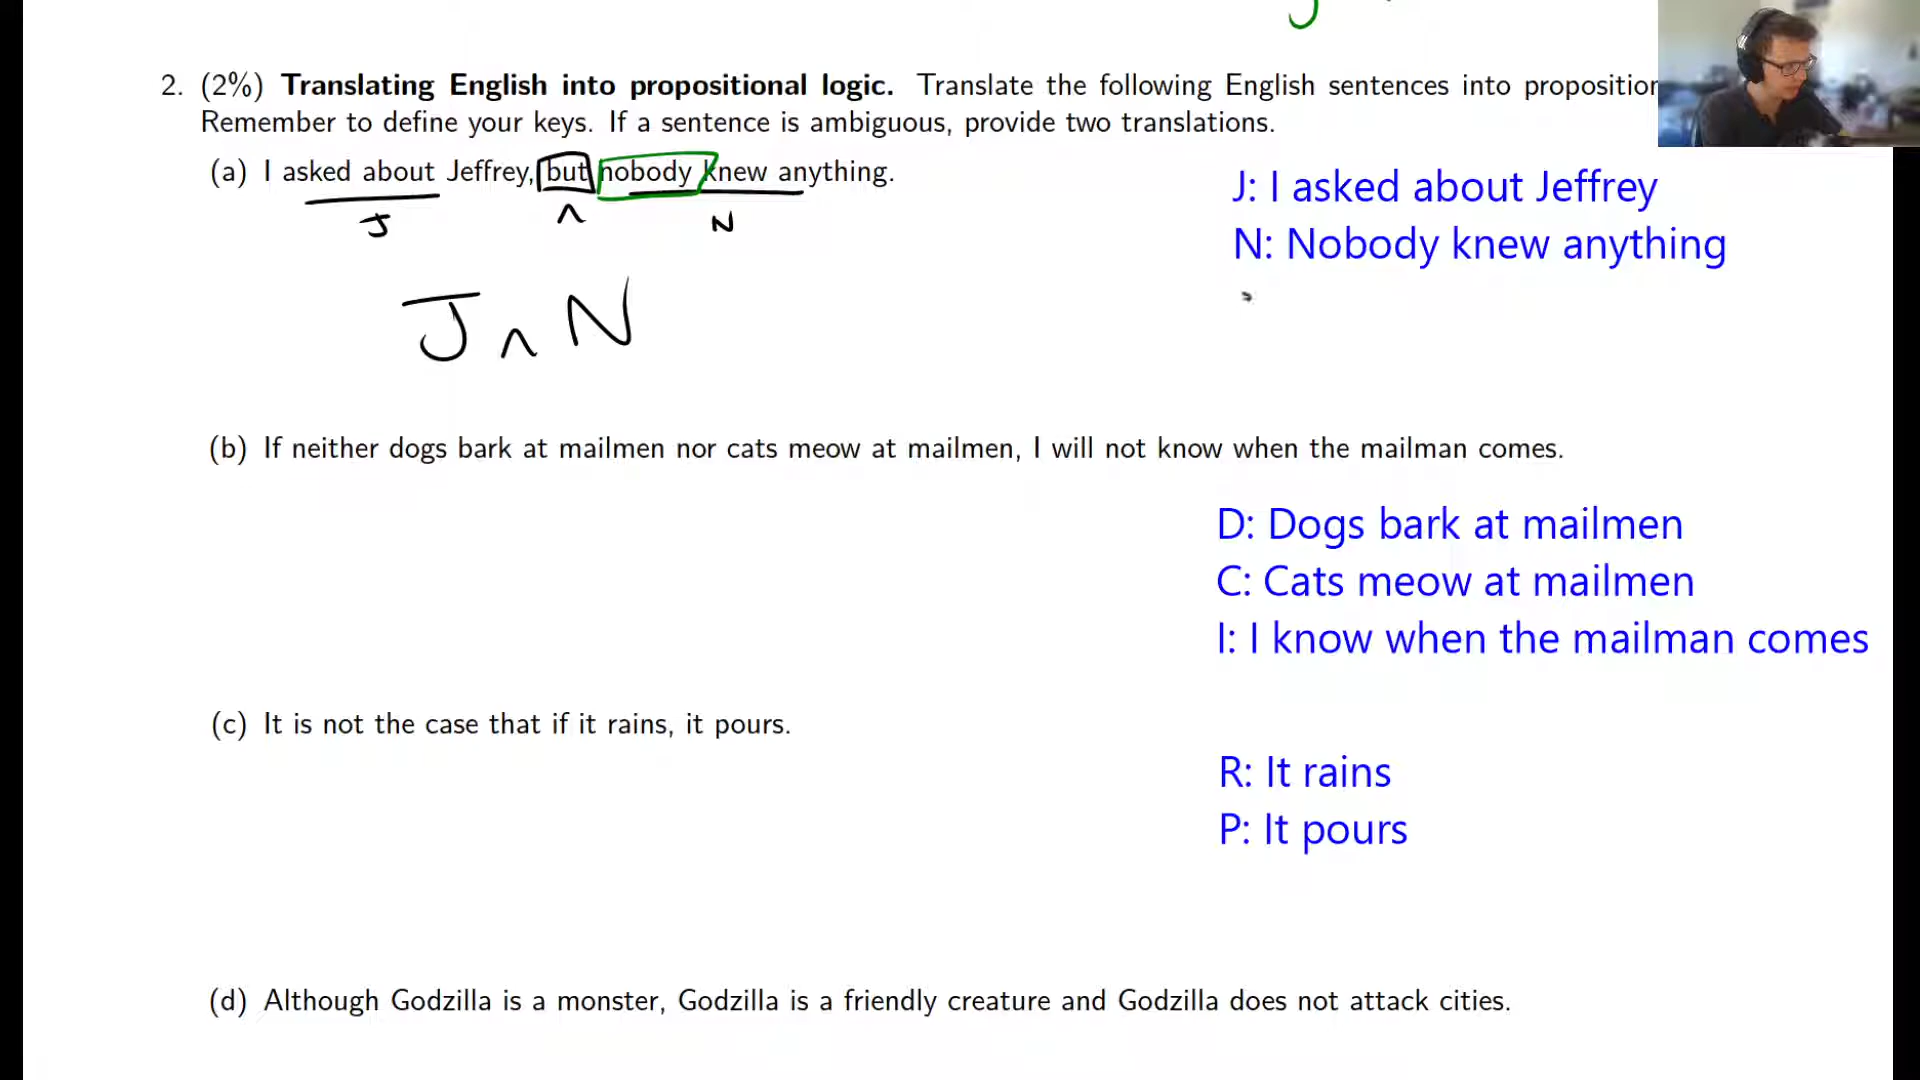 2. (2%) Translating English into propositional logic. Translate the following English sentences into
Remember to define your keys. If a sentence is ambiguous, provide two translations.
(a) I asked about Jeffrey, but nobody knew anything.
J ∧ N
J ∧ N
J: I asked about Jeffrey
N: Nobody knew anything
(b) If neither dogs bark at mailmen nor cats meow at mailmen, I will not know when the mailman comes.
D: Dogs bark at mailmen
C: Cats meow at mailmen
I: I know when the mailman comes
(c) It is not the case that if it rains, it pours.
R: It rains
P: It pours
(d) Although Godzilla is a monster, Godzilla is a friendly creature and Godzilla does not attack cities.